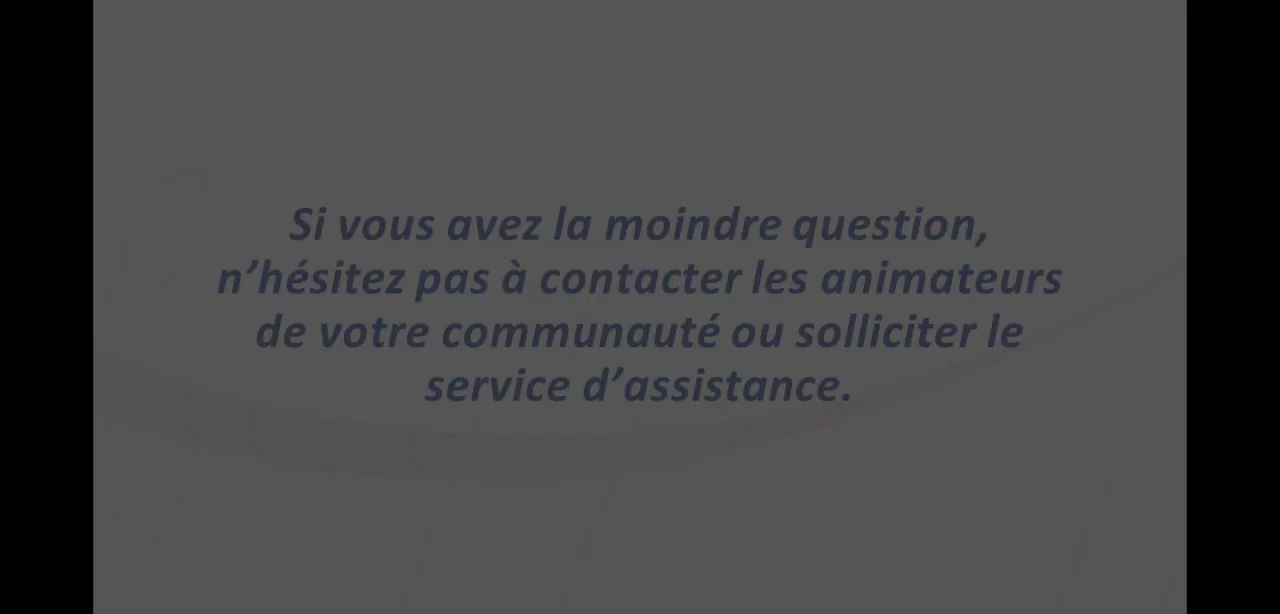 Si vous avez la moindre question,
n’hésitez pas à contacter les animateurs
de votre communauté ou solliciter le
service d’assistance.